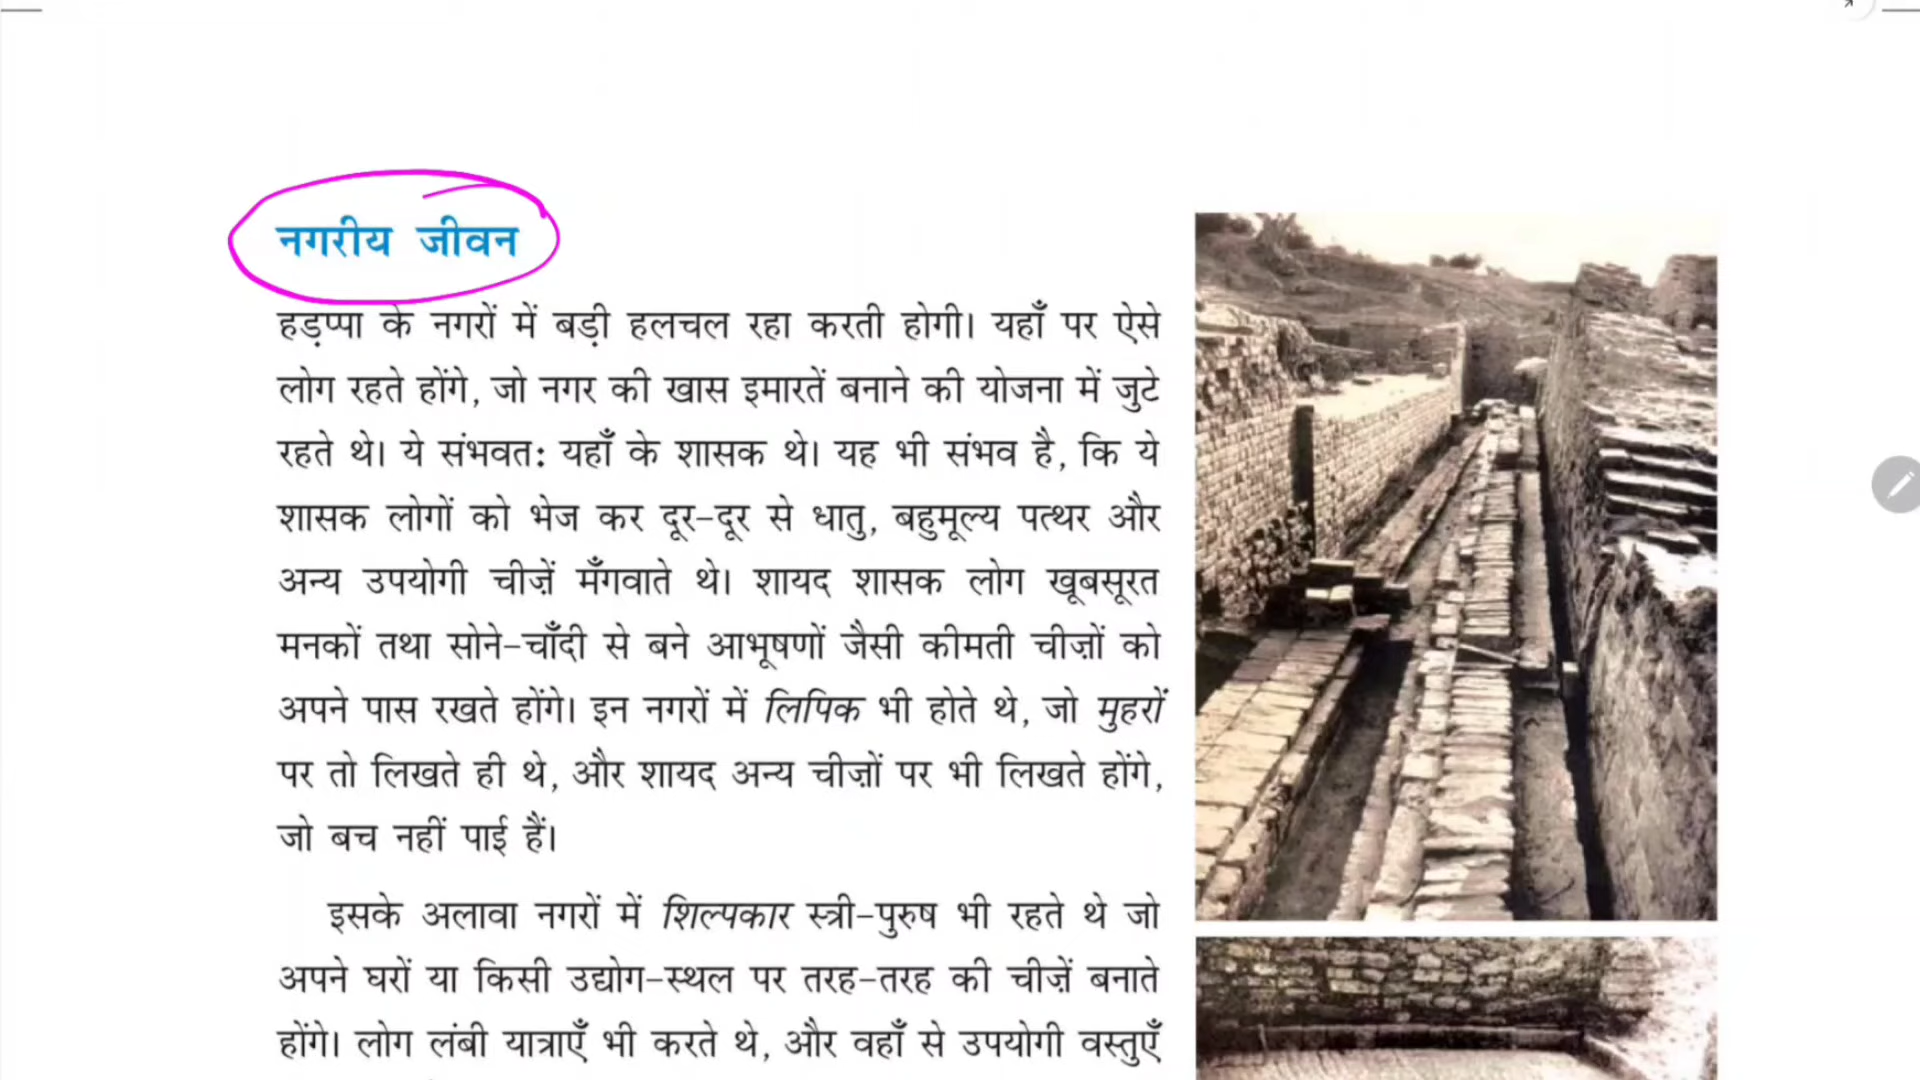 नगरीय जीवन
हड़प्पा के नगरों में बड़ी हलचल रहा करती होगी। यहाँ पर ऐसे
लोग रहते होंगे, जो नगर की खास इमारतें बनाने की योजना में जुटे
रहते थे। ये संभवतः यहाँ के शासक थे। यह भी संभव है, कि ये
शासक लोगों को भेज कर दूर-दूर से धातु, बहुमूल्य पत्थर और
अन्य उपयोगी चीज़ें मँगवाते थे। शायद शासक लोग खूबसूरत
मनकों तथा सोने-चाँदी से बने आभूषणों जैसी कीमती चीज़ों को
अपने पास रखते होंगे। इन नगरों में लिपिक भी होते थे, जो मुहरों
पर तो लिखते ही थे, और शायद अन्य चीज़ों पर भी लिखते होंगे,
जो बच नहीं पाई हैं।
इसके अलावा नगरों में शिल्पकार स्त्री-पुरुष भी रहते थे जो
अपने घरों या किसी उद्योग-स्थल पर तरह-तरह की चीज़ें बनाते
होंगे। लोग लंबी यात्राएँ भी करते थे, और वहाँ से उपयोगी वस्तुएँ